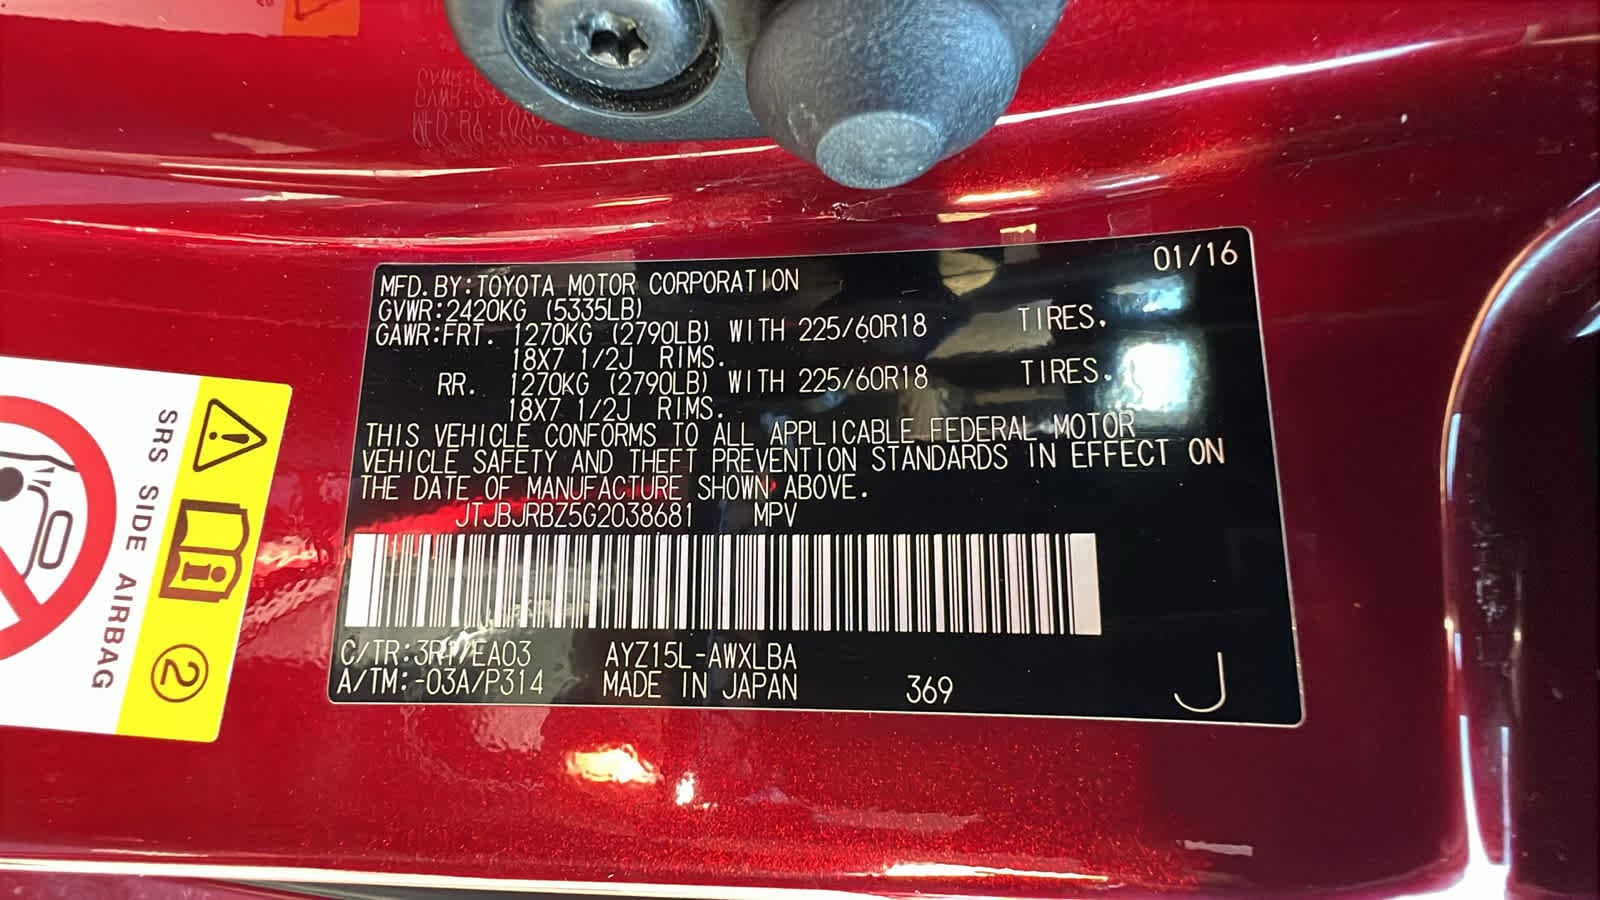 MFD.BY:TOYOTA MOTOR CORPORATION 01/16
GVWR:2420KG (5335LB)
GAWR:FRT. 1270KG (2790LB) WITH 225/60R18 TIRES.
18X7 1/2J RIMS.
RR. 1270KG (2790LB) WITH 225/60R18 TIRES.
18X7 1/2J RIMS.
THIS VEHICLE CONFORMS TO ALL APPLICABLE FEDERAL MOTOR
VEHICLE SAFETY AND THEFT PREVENTION STANDARDS IN EFFECT ON
THE DATE OF MANUFACTURE SHOWN ABOVE.
JTJBJRBZ5G2038681 MPV
C/TR:3R1/EA03 AYZ15L-AWXLBA
A/TM:-03A/P314 MADE IN JAPAN 369 J
SRS SIDE AIRBAG
2